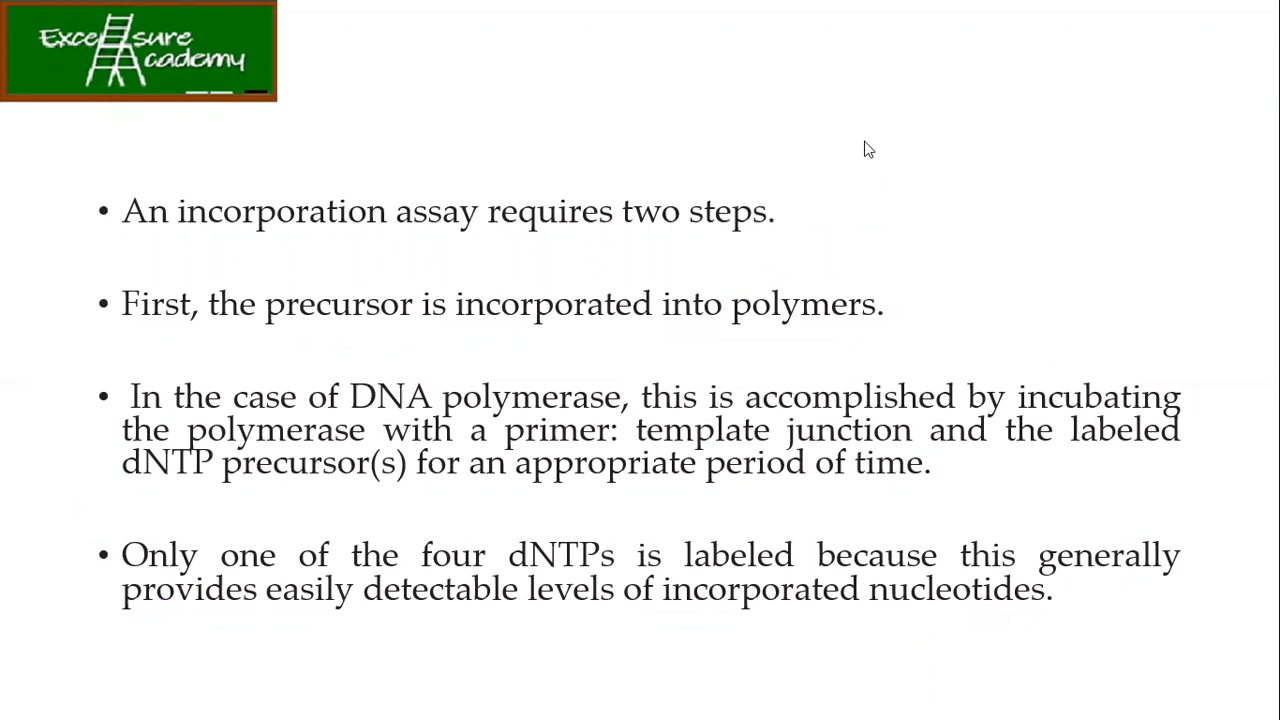 Excel sure
Academy
• An incorporation assay requires two steps.
• First, the precursor is incorporated into polymers.
• In the case of DNA polymerase, this is accomplished by incubating
the polymerase with a primer: template junction and the labeled
dNTP precursor(s) for an appropriate period of time.
• Only one of the four dNTPs is labeled because this generally
provides easily detectable levels of incorporated nucleotides.